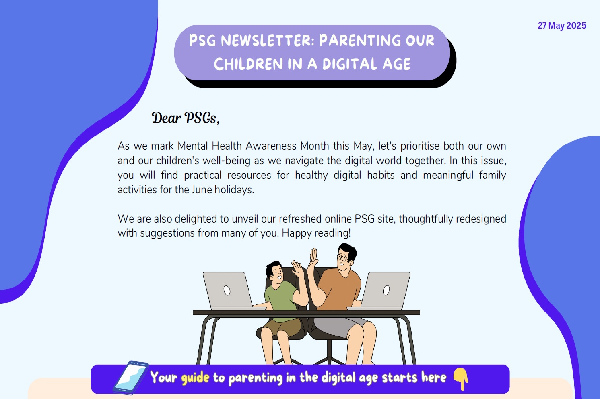 27 May 2025
PSG NEWSLETTER: PARENTING OUR
CHILDREN IN A DIGITAL AGE
Dear PSGs,
As we mark Mental Health Awareness Month this May, let's prioritise both our own
and our children's well-being as we navigate the digital world together. In this issue,
you will find practical resources for healthy digital habits and meaningful family
activities for the June holidays.
We are also delighted to unveil our refreshed online PSG site, thoughtfully redesigned
with suggestions from many of you. Happy reading!
Your guide to parenting in the digital age starts here